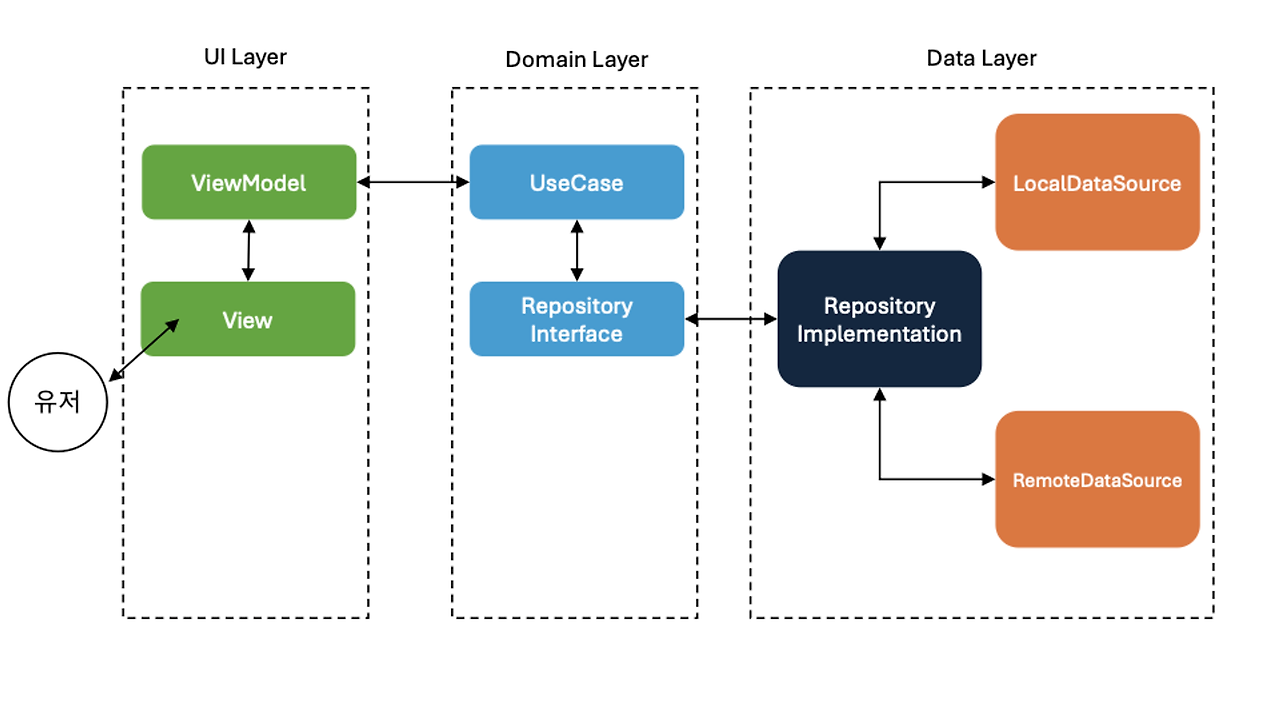 UI Layer
Domain Layer
Data Layer
ViewModel
UseCase
LocalDataSource
View
Repository
Interface
Repository
Implementation
유저
RemoteDataSource